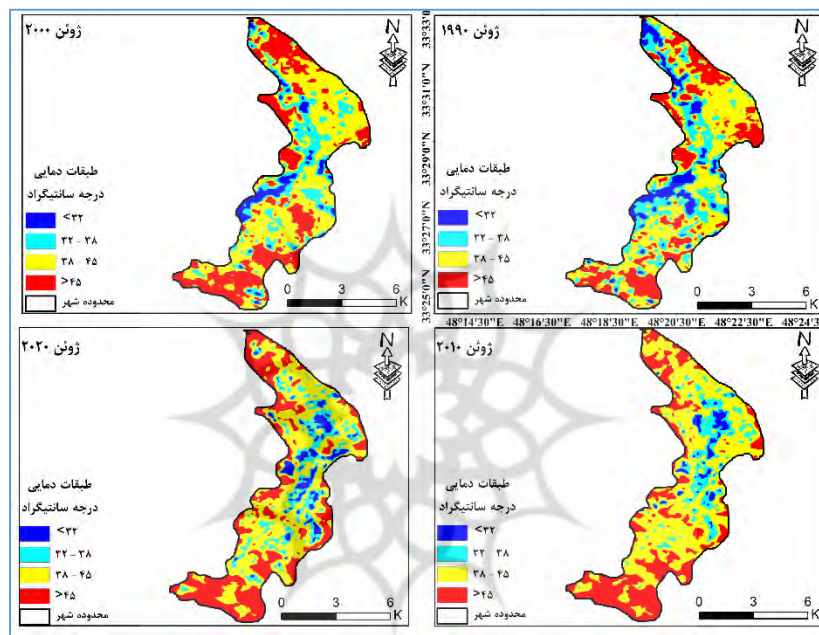 ژوئن ۱۹۹۰
N
طبقات دمایی
درجه سانتیگراد
<۳۲
۳۲ - ۳۸
۳۸ - ۴۵
>۴۵
محدوده شهر
0 3 6
K
33°33'0"N
33°31'0"N
33°29'0"N
33°27'0"N
33°25'0"N
48°14'30"E 48°16'30"E 48°18'30"E 48°20'30"E 48°22'30"E 48°24'3
ژوئن ۲۰۰۰
N
طبقات دمایی
درجه سانتیگراد
<۳۲
۳۲ - ۳۸
۳۸ - ۴۵
>۴۵
محدوده شهر
0 3 6
K
ژوئن ۲۰۱۰
N
طبقات دمایی
درجه سانتیگراد
<۳۲
۳۲ - ۳۸
۳۸ - ۴۵
>۴۵
محدوده شهر
0 3 6
K
ژوئن ۲۰۲۰
N
طبقات دمایی
درجه سانتیگراد
<۳۲
۳۲ - ۳۸
۳۸ - ۴۵
>۴۵
محدوده شهر
0 3 6
K